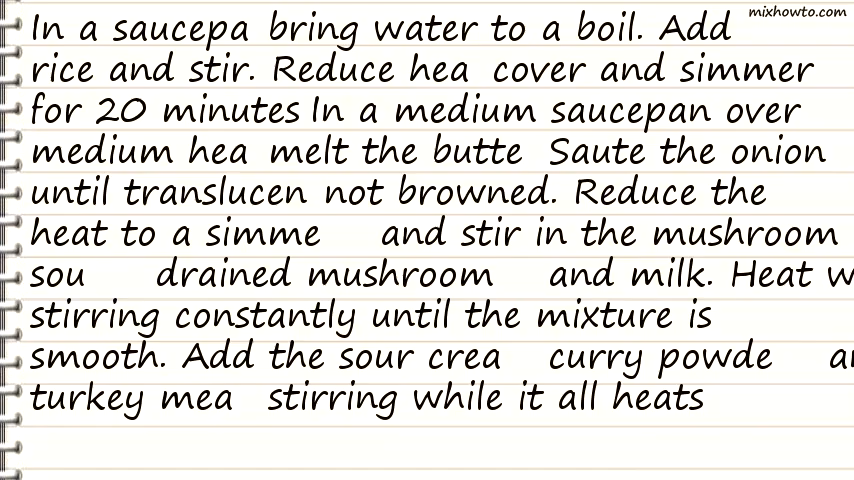 mixhowto.com
In a saucepa bring water to a boil. Add
rice and stir. Reduce hea cover and simmer
for 20 minutes In a medium saucepan over
medium hea melt the butte Saute the onion
until translucen not browned. Reduce the
heat to a simme and stir in the mushroom
sou drained mushroom and milk. Heat w
stirring constantly until the mixture is
smooth. Add the sour crea curry powde a
turkey mea stirring while it all heats